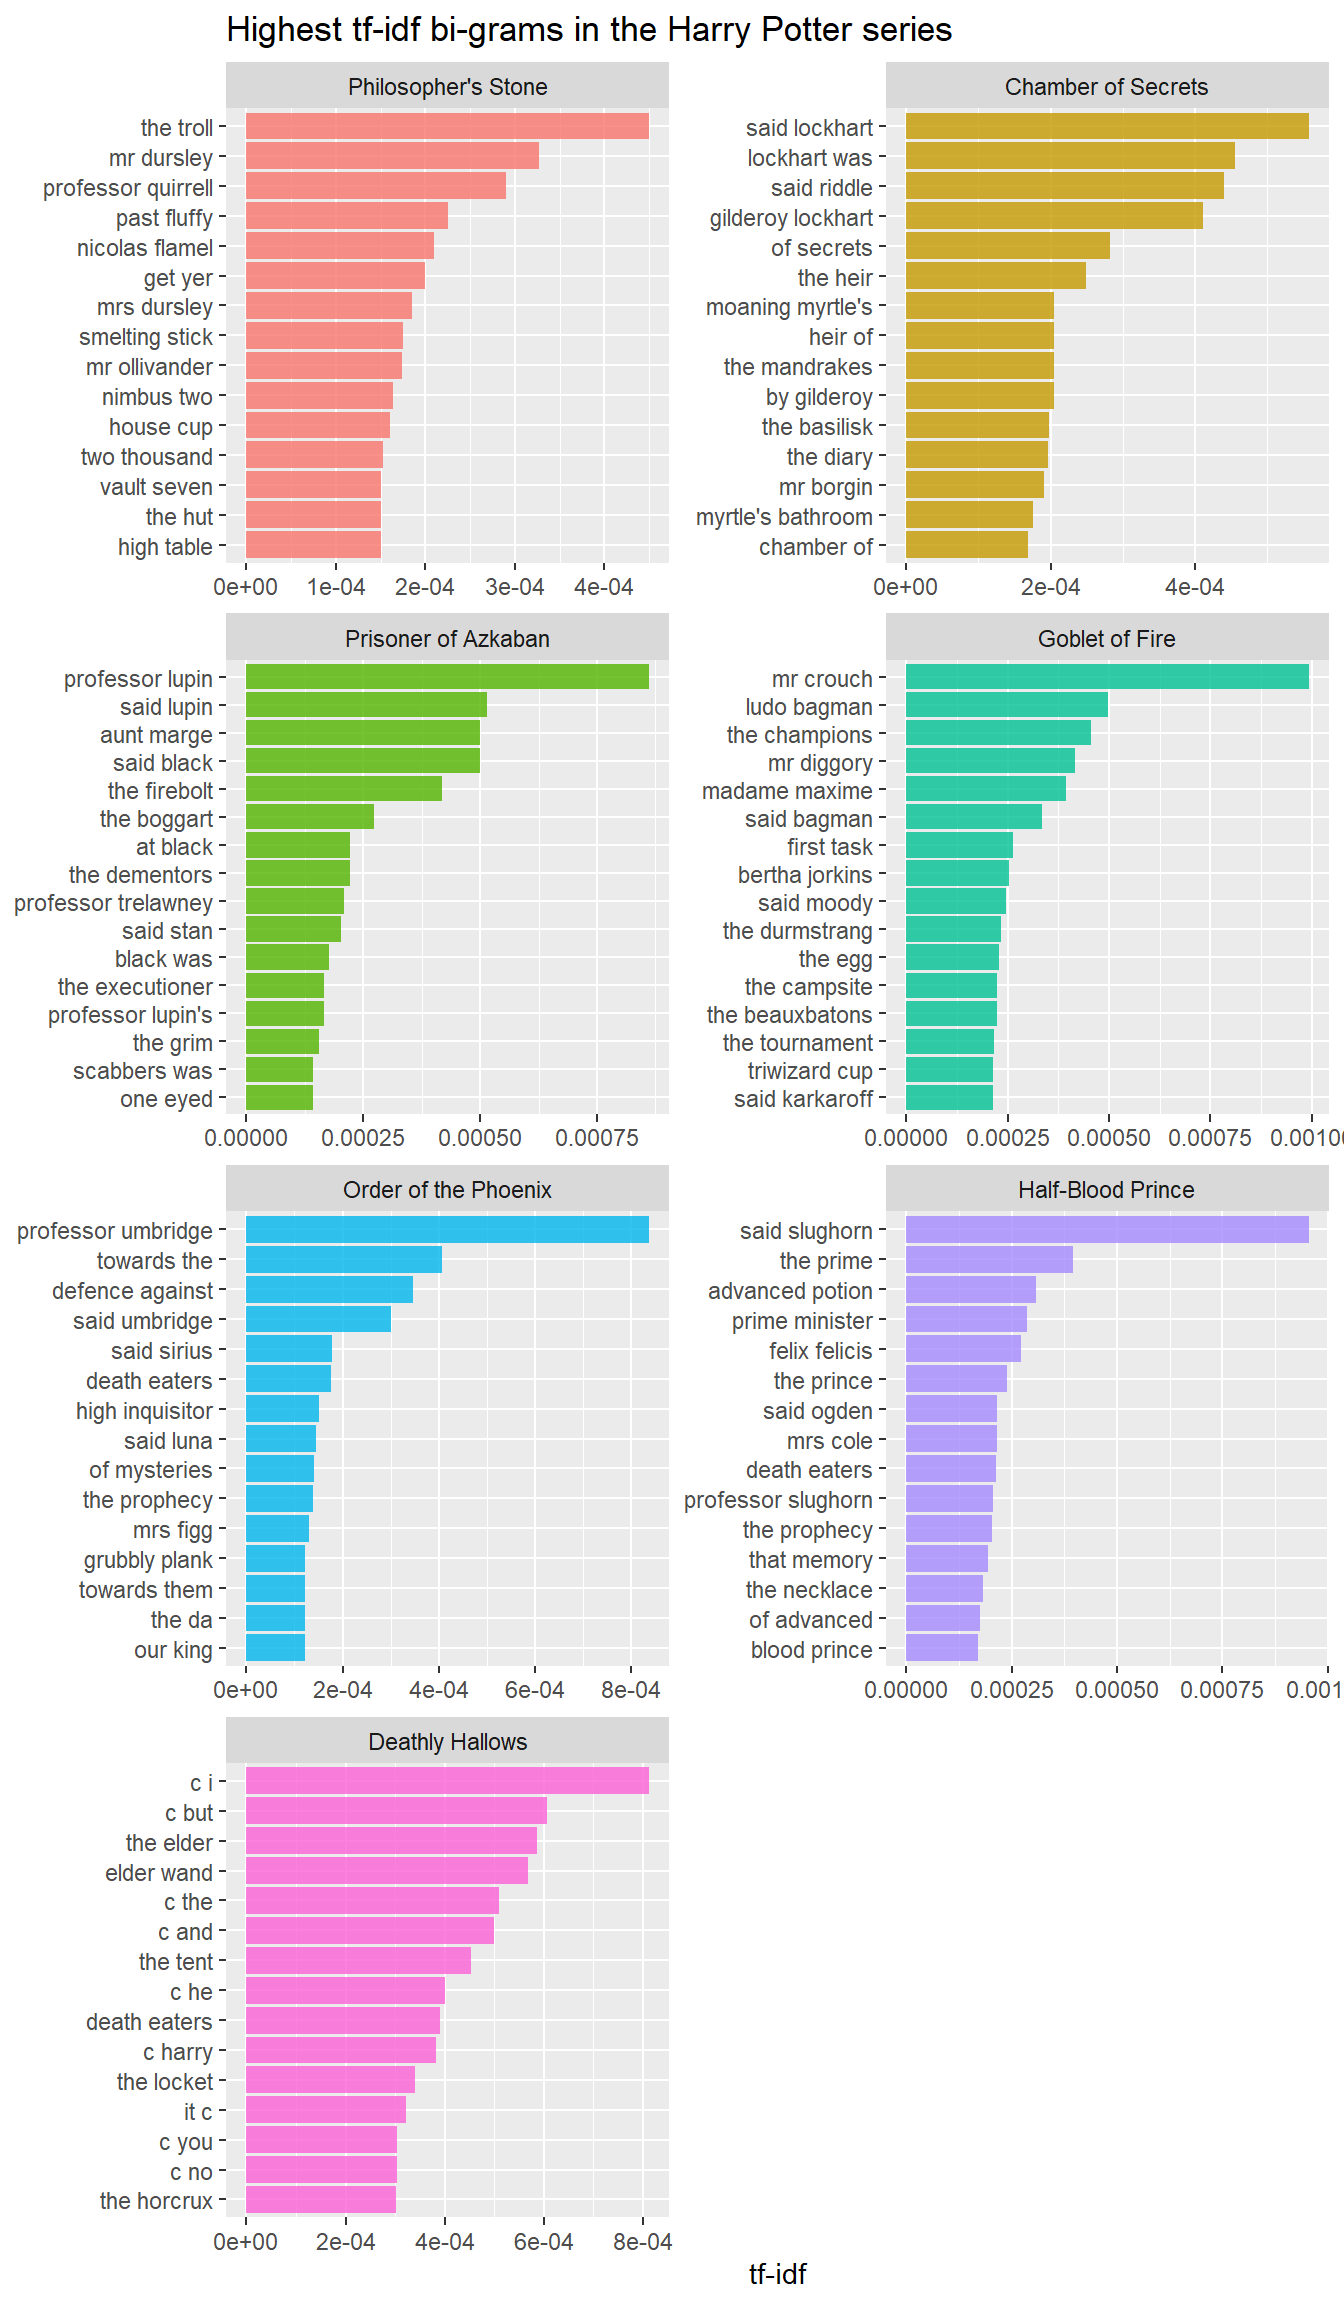 Highest tf-idf bi-grams in the Harry Potter series
Philosopher's Stone
the troll
mr dursley
professor quirrell
past fluffy
nicolas flamel
get yer
mrs dursley
smelting stick
mr ollivander
nimbus two
house cup
two thousand
vault seven
the hut
high table
0e+00 1e-04 2e-04 3e-04 4e-04
Chamber of Secrets
said lockhart
lockhart was
said riddle
gilderoy lockhart
of secrets
the heir
moaning myrtle's
heir of
the mandrakes
by gilderoy
the basilisk
the diary
mr borgin
myrtle's bathroom
chamber of
0e+00 2e-04 4e-04
Prisoner of Azkaban
professor lupin
said lupin
aunt marge
said black
the firebolt
the boggart
at black
the dementors
professor trelawney
said stan
black was
the executioner
professor lupin's
the grim
scabbers was
one eyed
0.00000 0.00025 0.00050 0.00075
Goblet of Fire
mr crouch
ludo bagman
the champions
mr diggory
madame maxime
said bagman
first task
bertha jorkins
said moody
the durmstrang
the egg
the campsite
the beauxbatons
the tournament
triwizard cup
said karkaroff
0.00000 0.00025 0.00050 0.00075 0.0010
Order of the Phoenix
professor umbridge
towards the
defence against
said umbridge
said sirius
death eaters
high inquisitor
said luna
of mysteries
the prophecy
mrs figg
grubbly plank
towards them
the da
our king
0e+00 2e-04 4e-04 6e-04 8e-04
Half-Blood Prince
said slughorn
the prime
advanced potion
prime minister
felix felicis
the prince
said ogden
mrs cole
death eaters
professor slughorn
the prophecy
that memory
the necklace
of advanced
blood prince
0.00000 0.00025 0.00050 0.00075 0.001
Deathly Hallows
c i
c but
the elder
elder wand
c the
c and
the tent
c he
death eaters
c harry
the locket
it c
c you
c no
the horcrux
0e+00 2e-04 4e-04 6e-04 8e-04
tf-idf